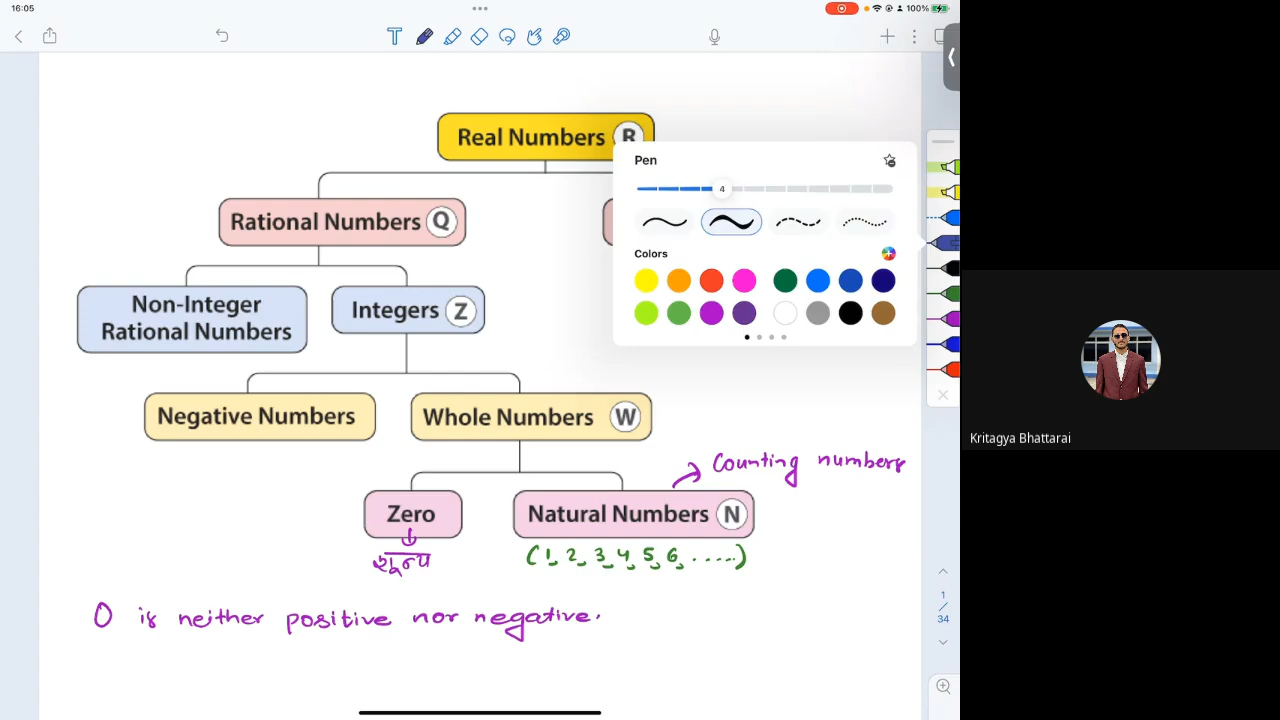 16:05
100%
Real Numbers R
Pen
4
Rational Numbers Q
Colors
Non-Integer
Rational Numbers
Integers Z
Negative Numbers
Whole Numbers W
Counting numbers
Zero
Natural Numbers N
शून्य
(1, 2, 3, 4, 5, 6, .....)
0 is neither positive nor negative.
1
/
34
Kritagya Bhattarai